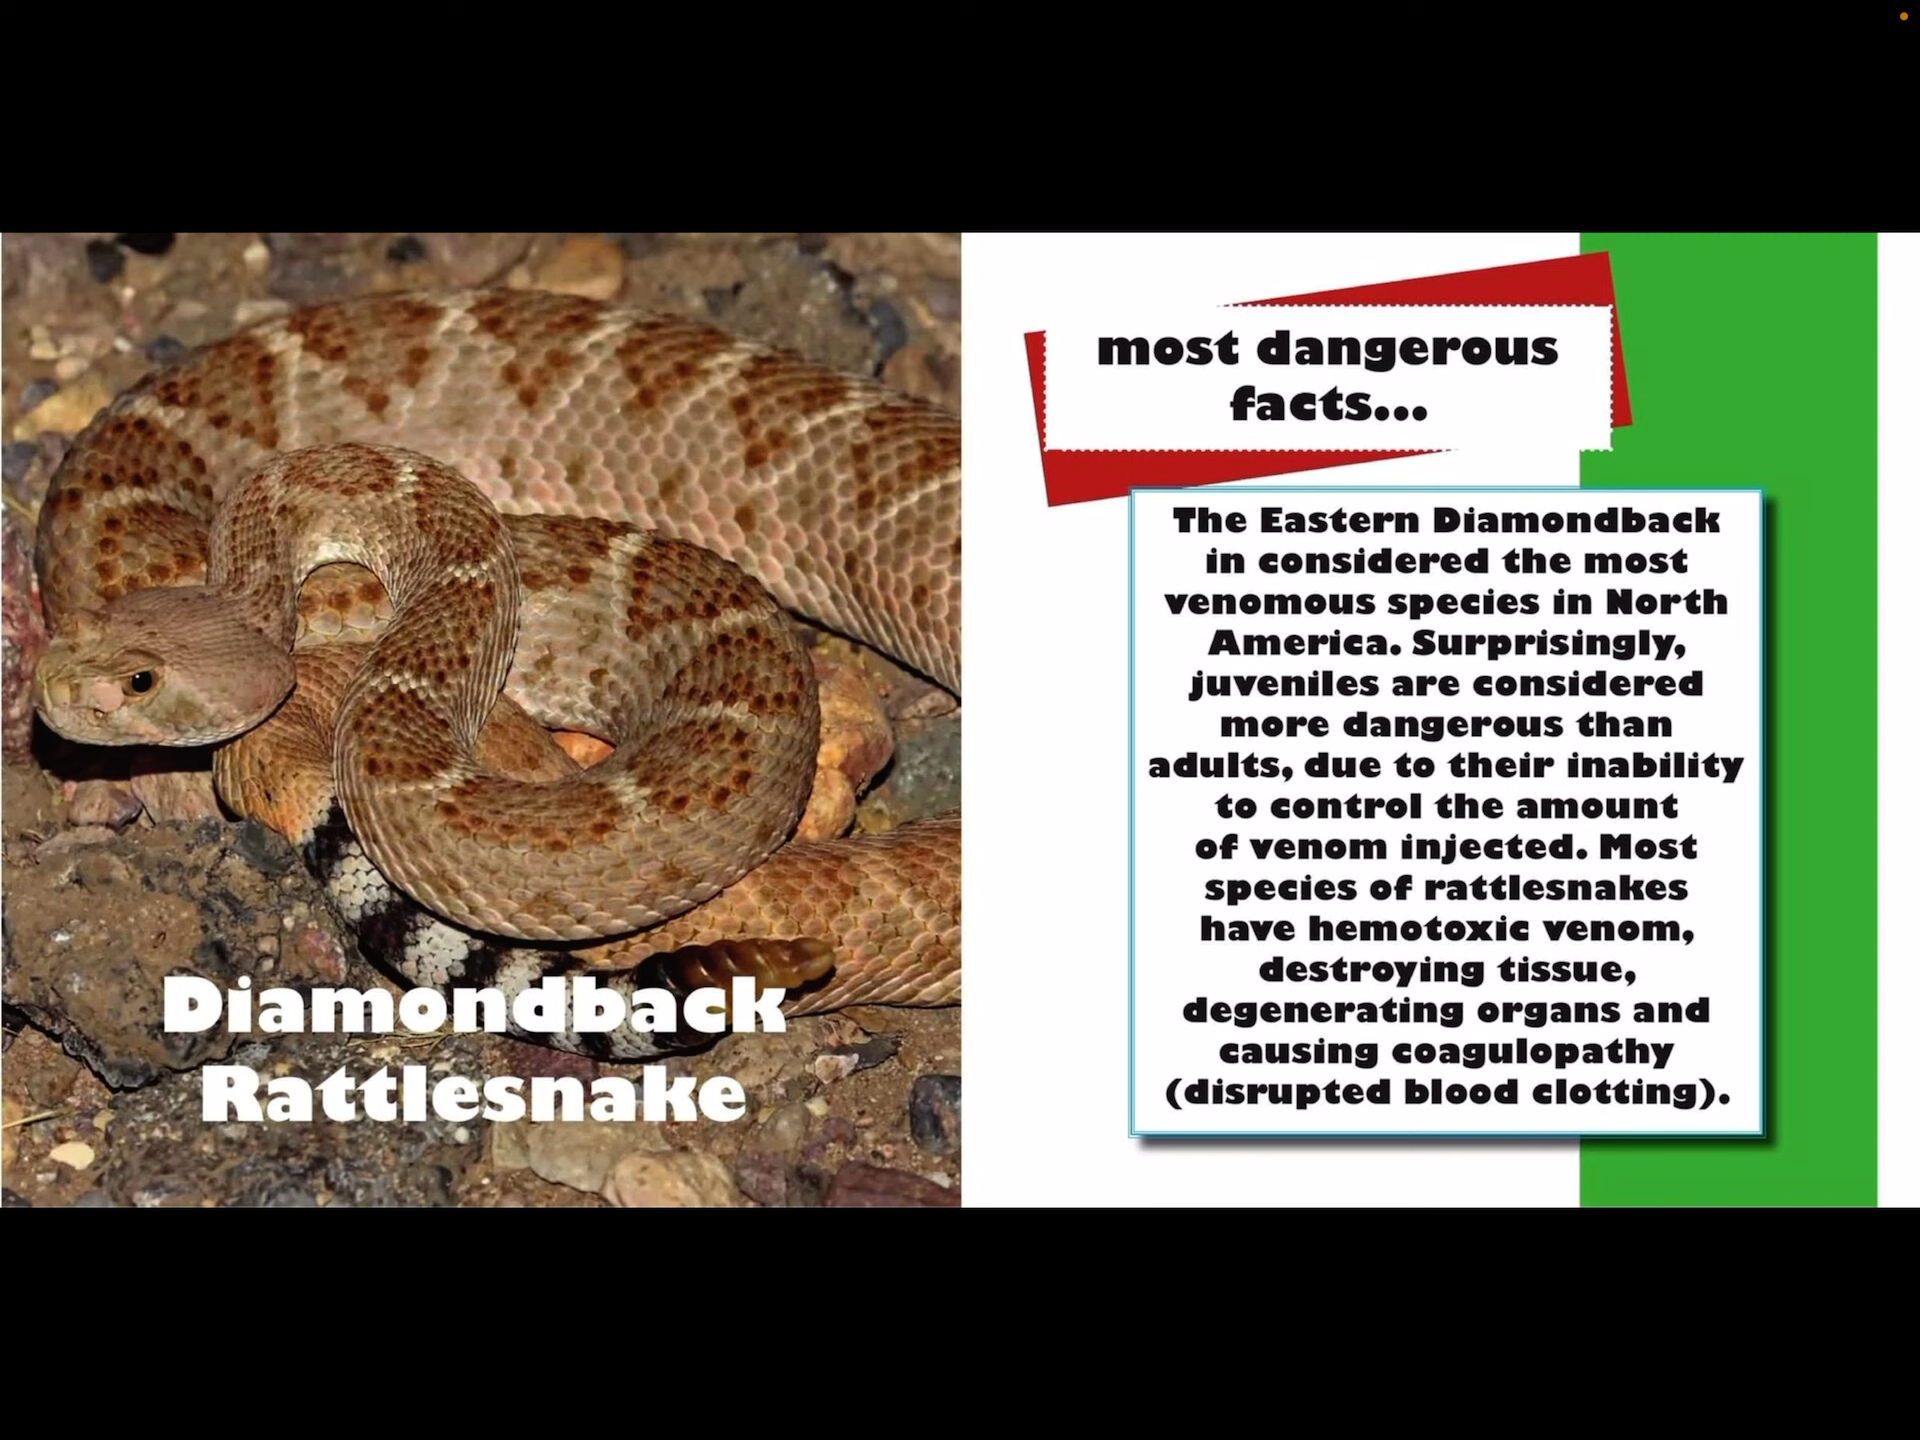 Diamondback
Rattlesnake
most dangerous
facts...
The Eastern Diamondback
in considered the most
venomous species in North
America. Surprisingly,
juveniles are considered
more dangerous than
adults, due to their inability
to control the amount
of venom injected. Most
species of rattlesnakes
have hemotoxic venom,
destroying tissue,
degenerating organs and
causing coagulopathy
(disrupted blood clotting).